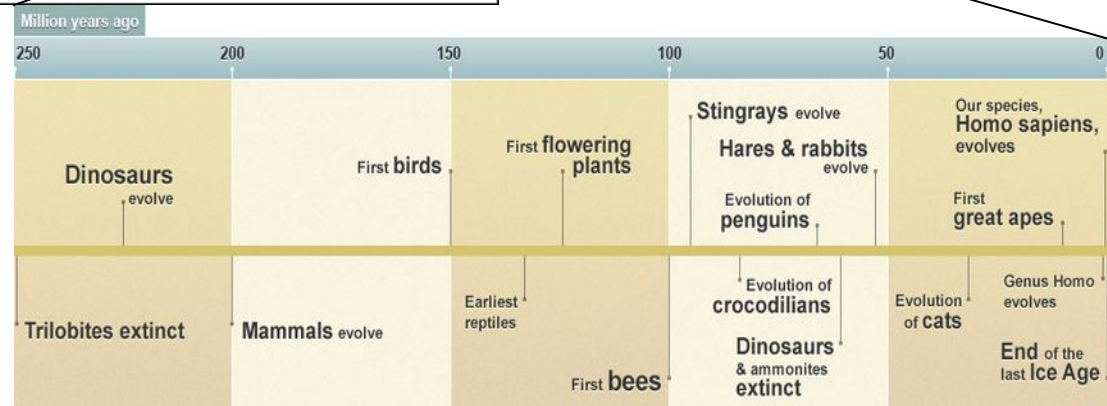 Million years ago
250 200 150 100 50 0
Stingrays evolve
Our species,
Homo sapiens,
evolves
First flowering
plants
Hares & rabbits
evolve
First birds
Dinosaurs
evolve
Evolution of
penguins
First
great apes
Trilobites extinct
Mammals evolve
Earliest
reptiles
First bees
Evolution of
crocodilians
Dinosaurs
& ammonites
extinct
Evolution
of cats
Genus Homo
evolves
End of the
last Ice Age